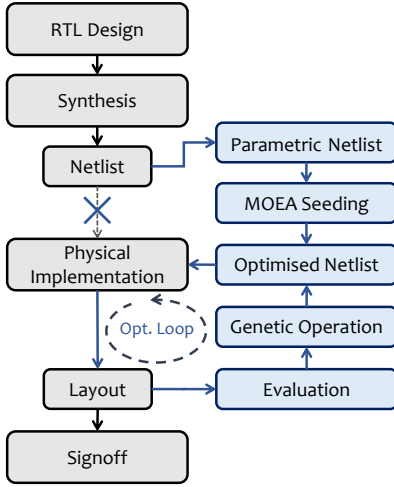 RTL Design
Synthesis
Netlist
Parametric Netlist
MOEA Seeding
Physical
Implementation
Optimised Netlist
Opt. Loop
Genetic Operation
Layout
Evaluation
Signoff